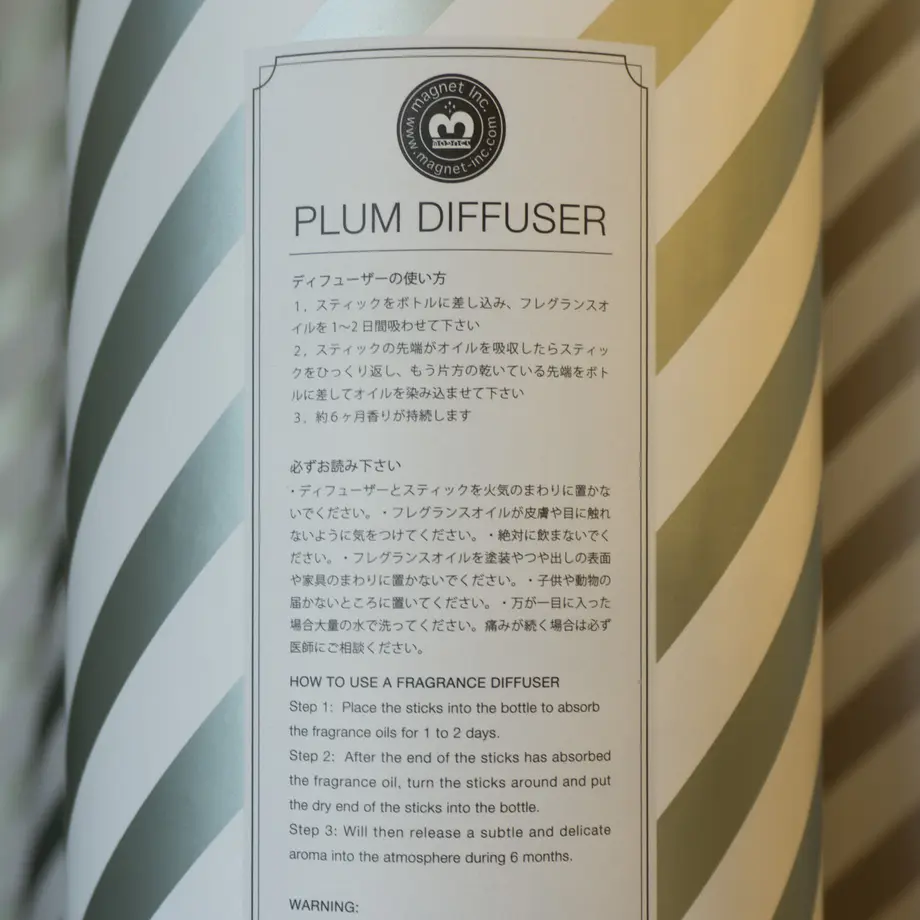 magnet Inc.
www.magnet-inc.com
magnet
PLUM DIFFUSER
ディフューザーの使い方
1．スティックをボトルに差し込み、フレグランスオ
イルを1～2日間吸わせて下さい
2．スティックの先端がオイルを吸収したらスティッ
クをひっくり返し、もう片方の乾いている先端をボト
ルに差してオイルを染み込ませて下さい
3．約6ヶ月香りが持続します
必ずお読み下さい
・ディフューザーとスティックを火気のまわりに置かな
いでください。・フレグランスオイルが皮膚や目に触れ
ないように気をつけてください。・絶対に飲まないでく
ださい。・フレグランスオイルを塗装やつや出しの表面
や家具のまわりに置かないでください。・子供や動物の
届かないところに置いてください。・万が一目に入った
場合大量の水で洗ってください。痛みが続く場合は必ず
医師にご相談ください。
HOW TO USE A FRAGRANCE DIFFUSER
Step 1: Place the sticks into the bottle to absorb
the fragrance oils for 1 to 2 days.
Step 2: After the end of the sticks has absorbed
the fragrance oil, turn the sticks around and put
the dry end of the sticks into the bottle.
Step 3: Will then release a subtle and delicate
aroma into the atmosphere during 6 months.
WARNING: